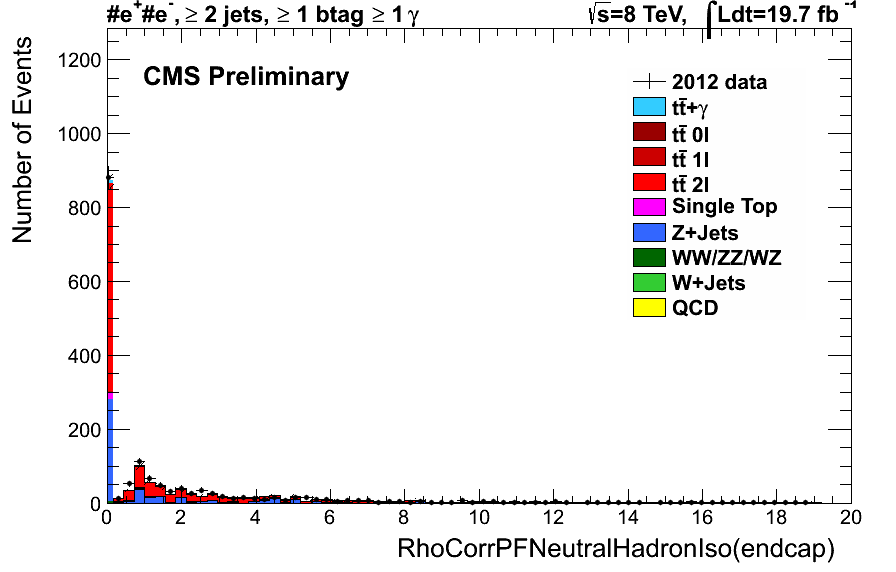 #e⁺#e⁻, ≥ 2 jets, ≥ 1 btag ≥ 1 γ √s=8 TeV, ∫Ldt=19.7 fb⁻¹
CMS Preliminary
2012 data
tt̄+γ
tt̄ 0l
tt̄ 1l
tt̄ 2l
Single Top
Z+Jets
WW/ZZ/WZ
W+Jets
QCD
Number of Events
1200
1000
800
600
400
200
0
0 2 4 6 8 10 12 14 16 18 20
RhoCorrPFNeutralHadronIso(endcap)